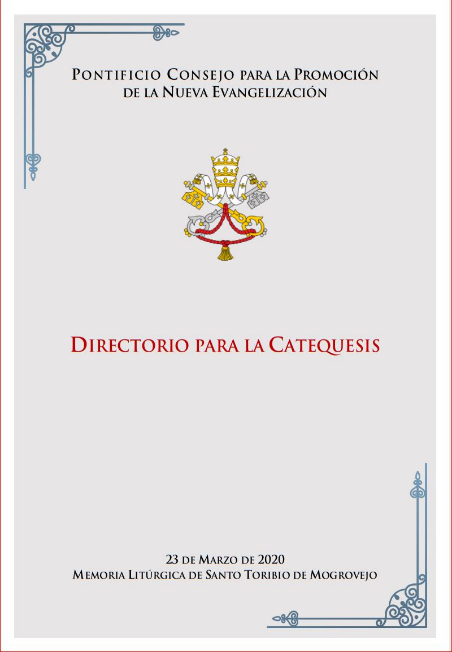 Pontificio Consejo para la Promoción
de la Nueva Evangelización
Directorio para la Catequesis
23 de Marzo de 2020
Memoria Litúrgica de Santo Toribio de Mogrovejo